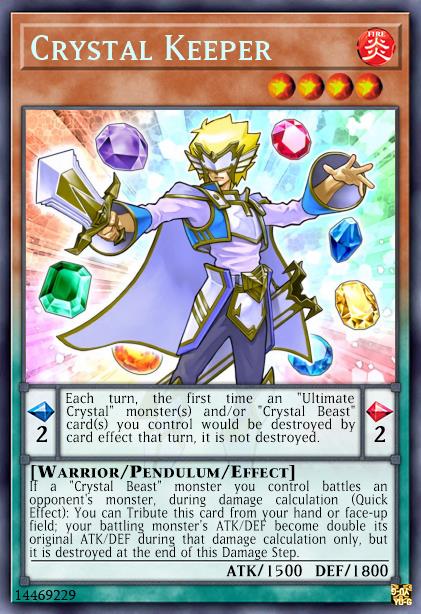 CRYSTAL KEEPER
FIRE
炎
Each turn, the first time an "Ultimate
Crystal" monster(s) and/or "Crystal Beast"
card(s) you control would be destroyed by
card effect that turn, it is not destroyed.
2
2
[WARRIOR/PENDULUM/EFFECT]
If a "Crystal Beast" monster you control battles an
opponent's monster, during damage calculation (Quick
Effect): You can Tribute this card from your hand or face-up
field; your battling monster's ATK/DEF become double its
original ATK/DEF during that damage calculation only, but
it is destroyed at the end of this Damage Step.
ATK/1500 DEF/1800
14469229